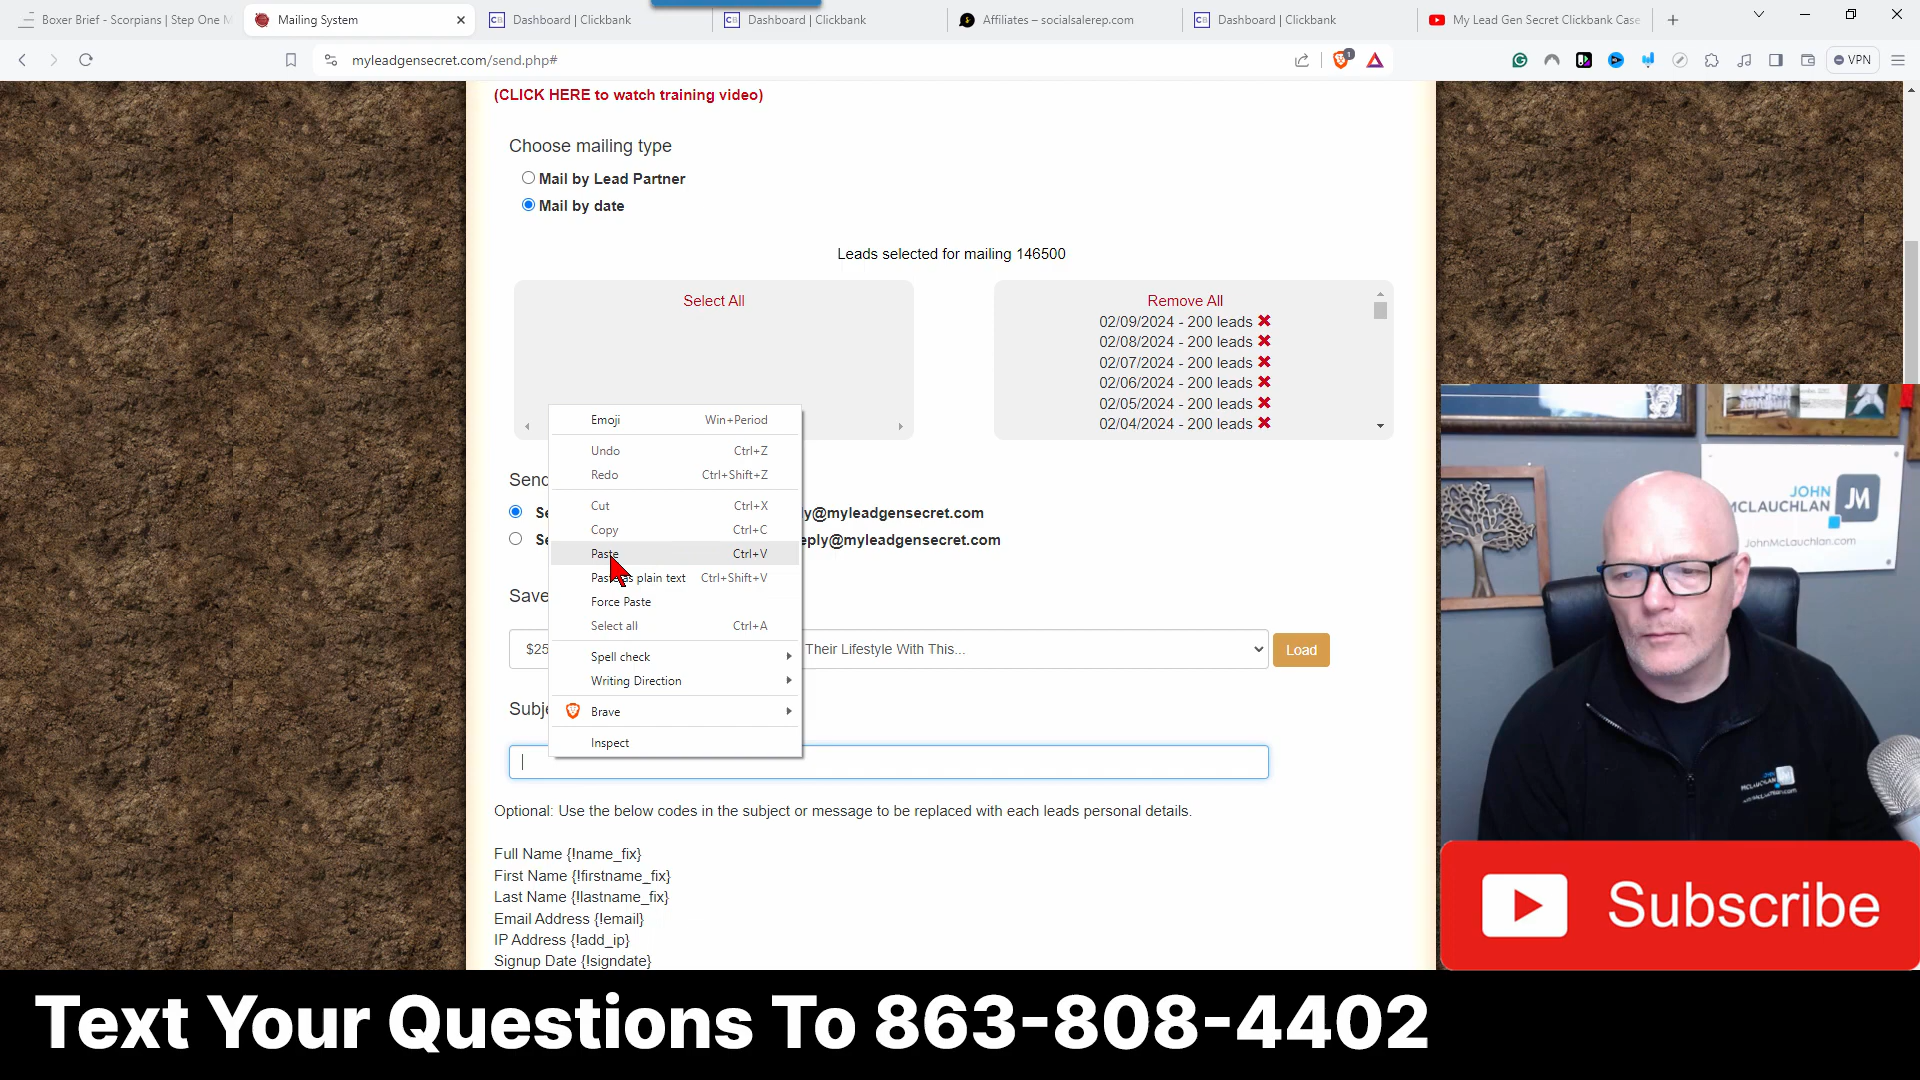 Boxer Brief - Scorpians | Step One M
Mailing System
CB Dashboard | Clickbank
CB Dashboard | Clickbank
Affiliates – socialsalerep.com
CB Dashboard | Clickbank
My Lead Gen Secret Clickbank Case
myleadgensecret.com/send.php#
1
VPN
(CLICK HERE to watch training video)
Choose mailing type
Mail by Lead Partner
Mail by date
Leads selected for mailing 146500
Select All
Remove All
02/09/2024 - 200 leads
02/08/2024 - 200 leads
02/07/2024 - 200 leads
02/06/2024 - 200 leads
02/05/2024 - 200 leads
02/04/2024 - 200 leads
Emoji Win+Period
Undo Ctrl+Z
Redo Ctrl+Shift+Z
Cut Ctrl+X
Copy Ctrl+C
Paste Ctrl+V
Paste as plain text Ctrl+Shift+V
Force Paste
Select all Ctrl+A
Spell check
Writing Direction
Brave
Inspect
Send
Se y@myleadgensecret.com
Se eply@myleadgensecret.com
Save
$25 Their Lifestyle With This...
Load
Subj
Optional: Use the below codes in the subject or message to be replaced with each leads personal details.
Full Name {!name_fix}
First Name {!firstname_fix}
Last Name {!lastname_fix}
Email Address {!email}
IP Address {!add_ip}
Signup Date {!signdate}
JOHN
MCLAUCHLAN
JM
JohnMcLauchlan.com
Subscribe
Text Your Questions To 863-808-4402